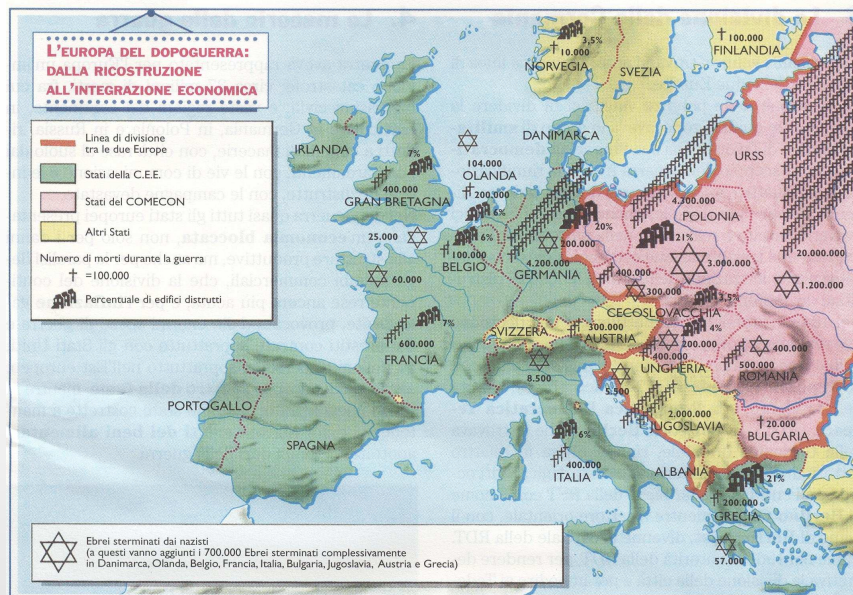 L'EUROPA DEL DOPOGUERRA:
DALLA RICOSTRUZIONE
ALL'INTEGRAZIONE ECONOMICA
Linea di divisione
tra le due Europe
Stati della C.E.E.
Stati del COMECON
Altri Stati
Numero di morti durante la guerra
=100.000
Percentuale di edifici distrutti
3,5%
10.000
NORVEGIA
SVEZIA
100.000
FINLANDIA
IRLANDA
7%
400.000
GRAN BRETAGNA
DANIMARCA
104.000
OLANDA
200.000
6%
25.000
6%
100.000
BELGIO
60.000
7%
600.000
FRANCIA
4.200.000
GERMANIA
200.000
20%
URSS
4.300.000
POLONIA
21%
3.000.000
20.000.000
1.200.000
400.000
300.000
CECOSLOVACCHIA
3,5%
SVIZZERA
300.000
AUSTRIA
4%
200.000
400.000
UNGHERIA
400.000
500.000
ROMANIA
8.500
5.500
2.000.000
JUGOSLAVIA
20.000
BULGARIA
PORTOGALLO
SPAGNA
6%
400.000
ITALIA
ALBANIA
21%
200.000
GRECIA
57.000
Ebrei sterminati dai nazisti
(a questi vanno aggiunti i 700.000 Ebrei sterminati complessivamente
in Danimarca, Olanda, Belgio, Francia, Italia, Bulgaria, Jugoslavia, Austria e Grecia)